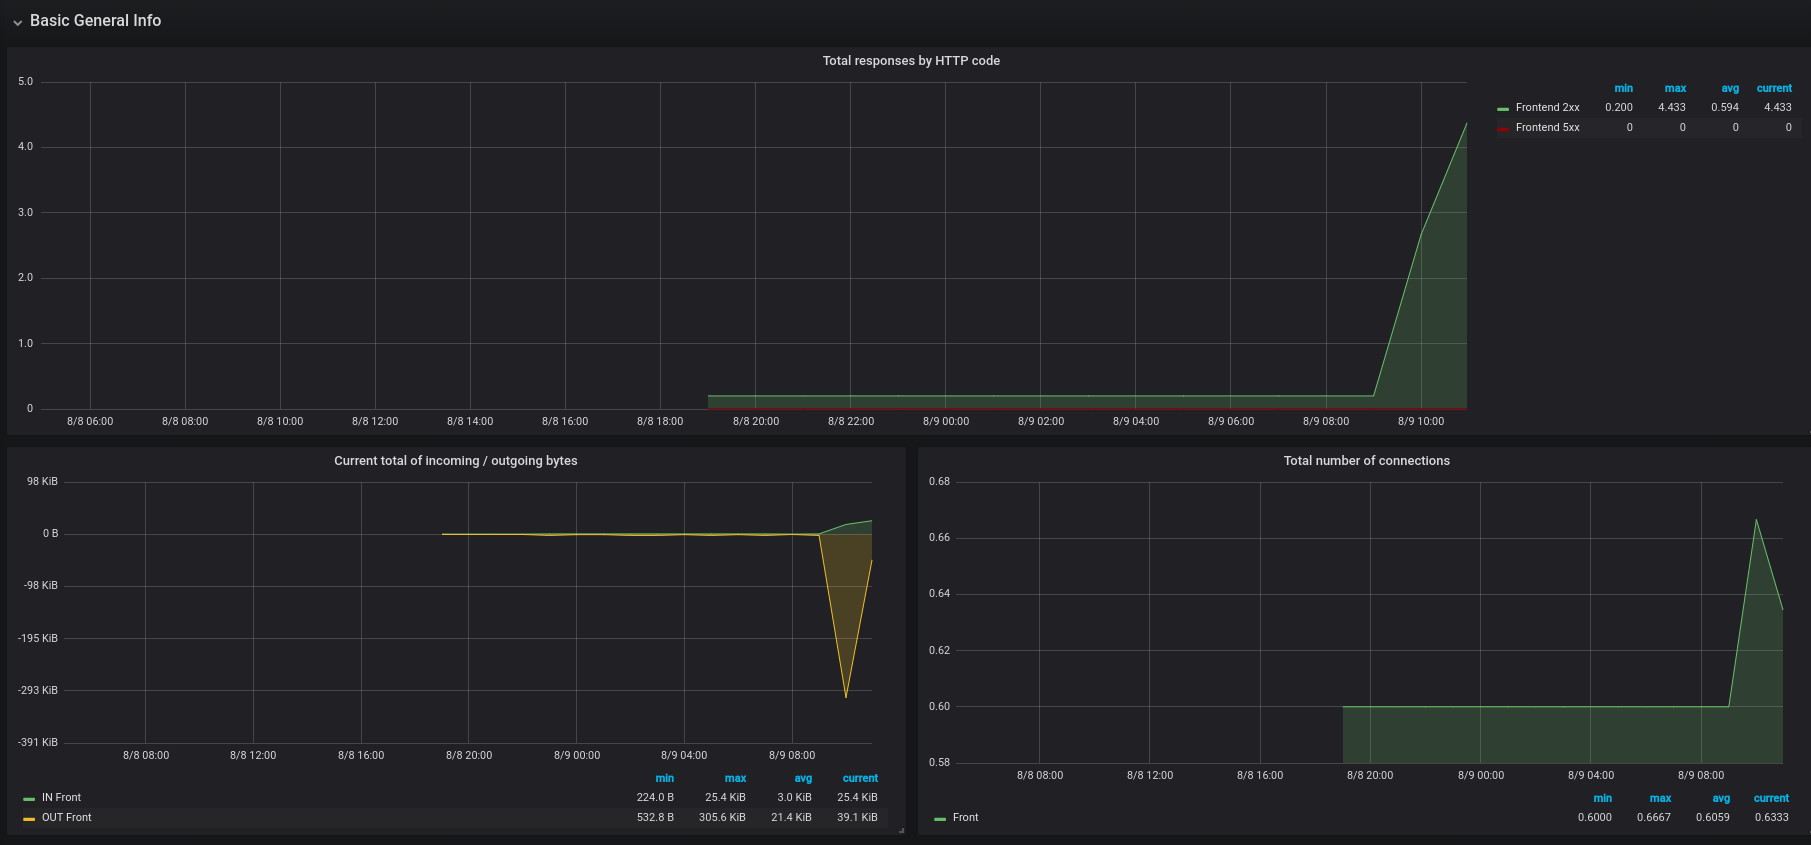 Basic General Info
Total responses by HTTP code
5.0
4.0
3.0
2.0
1.0
0
8/8 06:00 8/8 08:00 8/8 10:00 8/8 12:00 8/8 14:00 8/8 16:00 8/8 18:00 8/8 20:00 8/8 22:00 8/9 00:00 8/9 02:00 8/9 04:00 8/9 06:00 8/9 08:00 8/9 10:00
min max avg current
Frontend 2xx 0.200 4.433 0.594 4.433
Frontend 5xx 0 0 0 0
Current total of incoming / outgoing bytes
98 KiB
0 B
-98 KiB
-195 KiB
-293 KiB
-391 KiB
8/8 08:00 8/8 12:00 8/8 16:00 8/8 20:00 8/9 00:00 8/9 04:00 8/9 08:00
min max avg current
IN Front 224.0 B 25.4 KiB 3.0 KiB 25.4 KiB
OUT Front 532.8 B 305.6 KiB 21.4 KiB 39.1 KiB
Total number of connections
0.68
0.66
0.64
0.62
0.60
0.58
8/8 08:00 8/8 12:00 8/8 16:00 8/8 20:00 8/9 00:00 8/9 04:00 8/9 08:00
min max avg current
Front 0.6000 0.6667 0.6059 0.6333